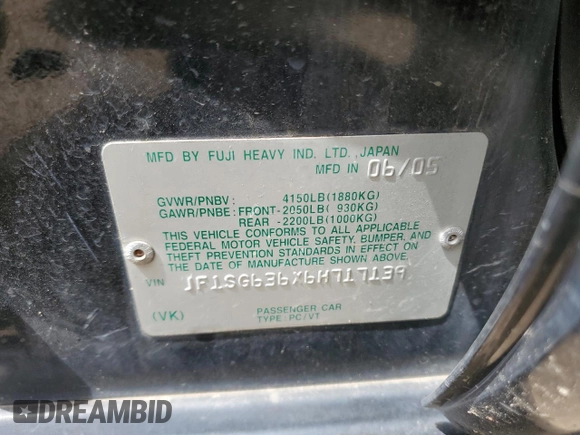 MFD BY FUJI HEAVY IND. LTD., JAPAN
MFD IN 06/05
GVWR/PNBV: 4150LB(1880KG)
GAWR/PNBE: FRONT-2050LB( 930KG)
REAR -2200LB(1000KG)
THIS VEHICLE CONFORMS TO ALL APPLICABLE
FEDERAL MOTOR VEHICLE SAFETY, BUMPER, AND
THEFT PREVENTION STANDARDS IN EFFECT ON
THE DATE OF MANUFACTURE SHOWN ABOVE.
VIN JF1SG636X6H717139
(VK) PASSENGER CAR
TYPE: PC/VT
DREAMBID